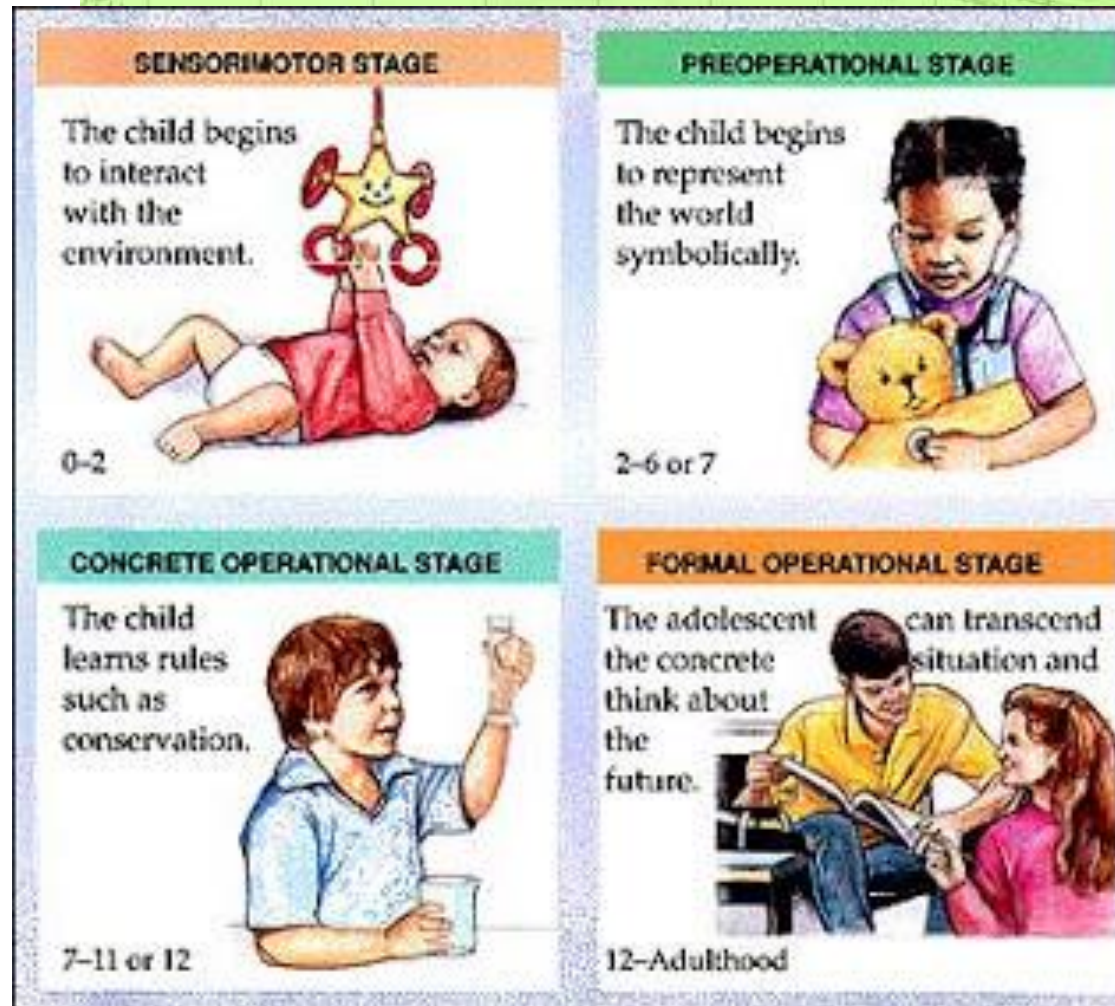 SENSORIMOTOR STAGE
The child begins
to interact
with the
environment.
0–2
PREOPERATIONAL STAGE
The child begins
to represent
the world
symbolically.
2–6 or 7
CONCRETE OPERATIONAL STAGE
The child
learns rules
such as
conservation.
7–11 or 12
FORMAL OPERATIONAL STAGE
The adolescent can transcend
the concrete situation and
think about
the
future.
12–Adulthood